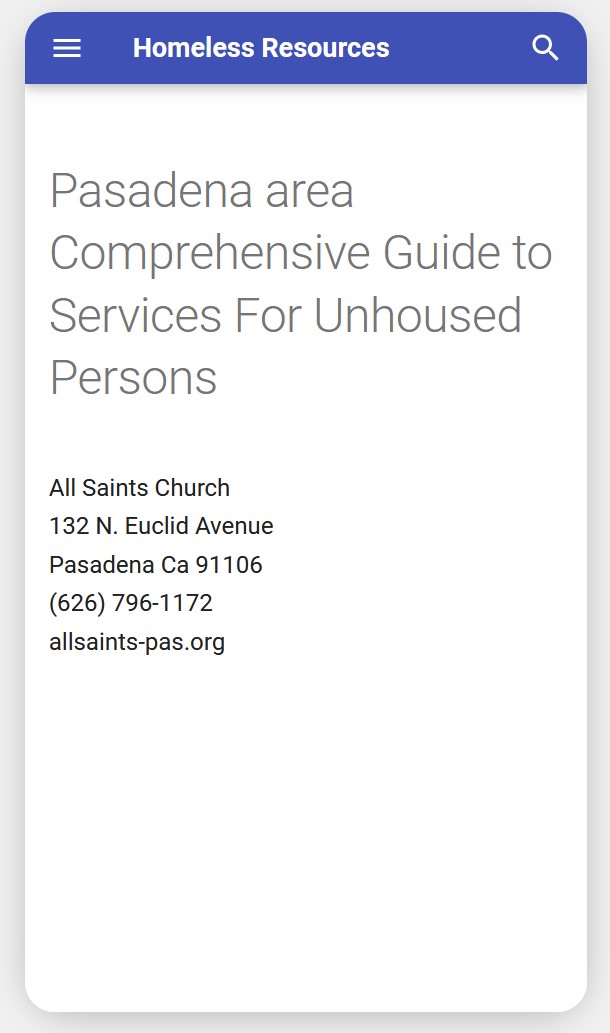 Homeless Resources
Pasadena area
Comprehensive Guide to
Services For Unhoused
Persons
All Saints Church
132 N. Euclid Avenue
Pasadena Ca 91106
(626) 796-1172
allsaints-pas.org